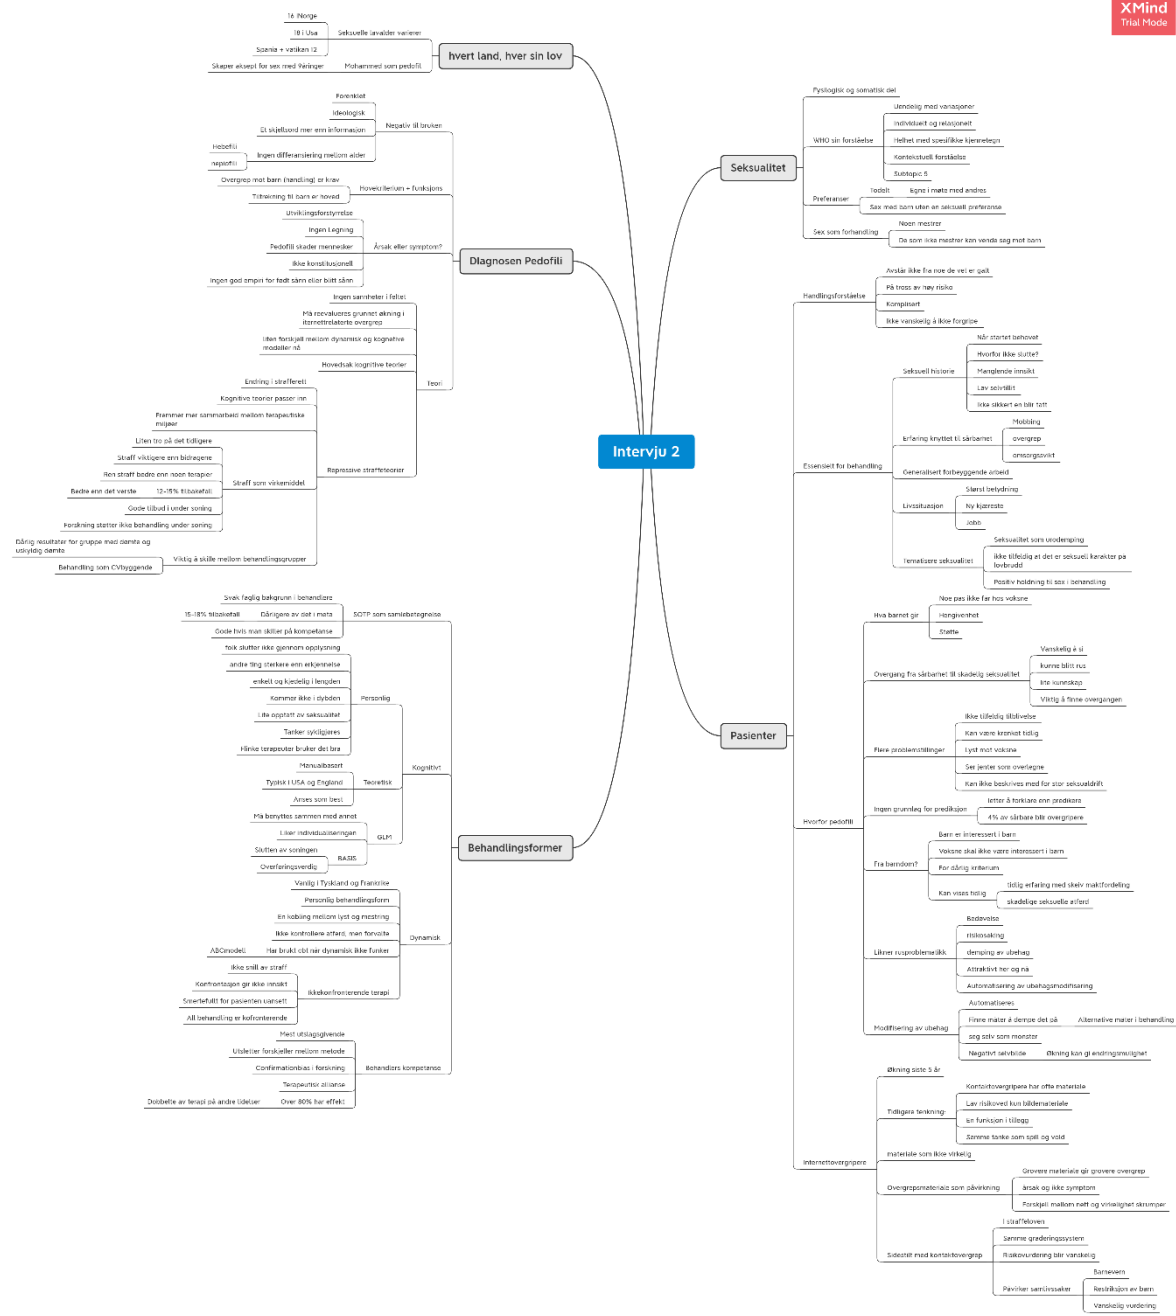 XMind
Trial Mode
Intervju 2
hvert land, hver sin lov
Seksuelle lavalder varierer
16 Norge
18 i Usa
Spania + vatikan 12
Mohammed som pedofil
Skaper aksept for sex med 9åringer
DIagnosen Pedofili
Negativ til bruken
Forenklet
Ideologisk
Et skjellsord mer enn informasjon
Ingen differansiering mellom alder
Hebefili
nepiofili
Hovekriterium + funksjons
Overgrep mot barn (handling) er krav
Tiltrekning til barn er hoved
Årsak eller symptom?
Utviklingsforstyrrelse
Ingen Legning
Pedofili skader mennesker
Ikke konstitusjonell
Ingen god empiri for født sånn eller blitt sånn
Teori
Ingen sannheter i feltet
Må reevalueres grunnet økning i
iternettrelaterte overgrep
liten forskjell mellom dynamisk og kognetive
modeller nå
Hovedsak kognitive teorier
Repressive straffeteorier
Endring i strafferett
Kognetive teorier passer inn
Fremmer mer samarbeid mellom terapeutiske
miljøer
Straff som virkemiddel
Liten tro på det tidligere
Straff viktigere enn bidragene
Ren straff bedre enn noen terapier
12-15% tilbakefall
Bedre enn det verste
Gode tilbud i under soning
Forskning støtter ikke behandling under soning
Viktig å skille mellom behandlingsgrupper
Dårlig resultater for gruppe med dømte og
uskyldig dømte
Behandling som CVbyggende
Behandlingsformer
SOTP som samlebetegnelse
Svak faglig bakgrunn i behandlere
Dårligere av det i meta
15-18% tilbakefall
Gode hvis man skiller på kompetanse
Kognitivt
Personlig
folk slutter ikke gjennom opplysning
andre ting sterkere enn erkjennelse
enkelt og kjedelig i lengden
Kommer ikke i dybden
Lite opptatt av seksualitet
Tanker sykligjøres
Flinke terapeuter bruker det bra
Teoretisk
Manualbasert
Typisk i USA og England
Anses som best
GLM
Må benyttes sammen med annet
Liker individualiseringen
BASIS
Slutten av soningen
Overføringsverdig
Dynamisk
Vanlig i Tyskland og Frankrike
Personlig behandlingsform
En kobling mellom lyst og mestring
Ikke kontrollere atferd, men forvalte
Har brukt cbt når dynamisk ikke funker
ABCmodell
Ikkekonfronterende terapi
Ikke snill av straff
Konfrontasjon gir ikke innsikt
Smertefullt for pasienten uansett
All behandling er kofronterende
Behandlers kompetanse
Mest utslagsgivende
Utsletter forskjeller mellom metode
Confirmationbias i forskning
Terapeutisk allianse
Over 80% har effekt
Dobbelte av terapi på andre lidelser
Seksualitet
Fysilogisk og somatisk del
WHO sin forståelse
Uendelig med variasjoner
Individuelt og relasjonelt
Helhet med spesifikke kjennetegn
Kontekstuell forståelse
Subtopic 5
Preferanser
Todelt
Egne i møte med andres
Sex med barn uten en seksuell preferanse
Sex som forhandling
Noen mestrer
De som ikke mestrer kan vende seg mot barn
Pasienter
Handlingsforståelse
Avstår ikke fra noe de vet er galt
På tross av høy risiko
Komplisert
Ikke vanskelig å ikke forgripe
Essensielt for behandling
Seksuell historie
Når startet behovet
Hvorfor ikke slutte?
Manglende innsikt
Lav selvtillit
Ikke sikkert en blir tatt
Erfaring knyttet til sårbarhet
Mobbing
overgrep
omsorgssvikt
Generalisert forbeyggende arbeid
Livssituasjon
Størst betydning
Ny kjæreste
Jobb
Tematisere seksualitet
Seksualitet som urodemping
ikke tilfeldig at det er seksuell karakter på
lovbrudd
Positiv holdning til sex i behandling
Hvorfor pedofili
Hva barnet gir
Noe pas ikke får hos voksne
Hengivenhet
Støtte
Overgang fra sårbarhet til skadelig seksualitet
Vanskelig å si
kunne blitt rus
lite kunnskap
Viktig å finne overgangen
Flere problemstillinger
Ikke tilfeldig tilblivelse
Kan være krenket tidlig
Lyst mot voksne
Ser jenter som overlegne
Kan ikke beskrives med for stor seksualdrift
Ingen grunnlag for prediksjon
letter å forklare enn predikere
4% av sårbare blir overgripere
Fra barndom?
Barn er interessert i barn
Voksne skal ikke være interessert i barn
For dårlig kriterium
Kan vises tidlig
tidlig erfaring med skeiv maktfordeling
skadelige seksuelle atferd
Likner rusproblematikk
Bedøvelse
risikosøking
demping av ubehag
Attraktivt her og nå
Automatisering av ubehagsmodifisering
Modifisering av ubehag
Automatiseres
Finne måter å dempe det på
Alternative måter i behandling
seg selv som monster
Negativt selvbilde
Økning kan gi endringsmulighet
Internettovergripere
Økning siste 5 år
Tidligere tenkning-
Kontaktovergripere har ofte materiale
Lav risikoved kun bildemateriale
En funksjon i tillegg
Samme tanke som spill og vold
materiale som ikke virkelig
Overgrepsmateriale som påvirkning
Grovere materiale gir grovere overgrep
årsak og ikke symptom
Forskjell mellom nett og virkelighet skrumper
Sidestilt med kontaktovergrep
I straffeloven
Samme graderingssystem
Risikovurdering blir vanskelig
Påvirker samlivssaker
Barnevern
Restriksjon av barn
Vanskelig vurdering